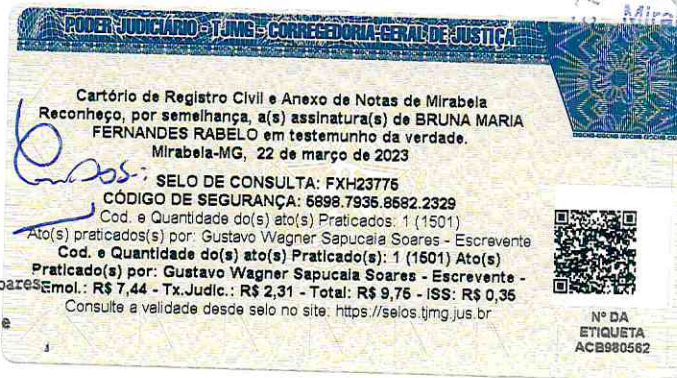 Mira
PODER JUDICIÁRIO - TJMG - CORREGEDORIA-GERAL DE JUSTIÇA
Cartório de Registro Civil e Anexo de Notas de Mirabela
Reconheço, por semelhança, a(s) assinatura(s) de BRUNA MARIA
FERNANDES RABELO em testemunho da verdade.
Mirabela-MG, 22 de março de 2023
SELO DE CONSULTA: FXH23775
CÓDIGO DE SEGURANÇA: 5898.7935.8582.2329
Cod. e Quantidade do(s) ato(s) Praticados: 1 (1501)
Ato(s) praticados(s) por: Gustavo Wagner Sapucaia Soares - Escrevente
Cod. e Quantidade do(s) ato(s) Praticado(s): 1 (1501) Ato(s)
Praticado(s) por: Gustavo Wagner Sapucaia Soares - Escrevente -
oares
Emol.: R$ 7,44 - Tx.Judic.: R$ 2,31 - Total: R$ 9,75 - ISS: R$ 0,35
Consulte a validade desde selo no site: https://selos.tjmg.jus.br
e
Nº DA
ETIQUETA
ACB980562